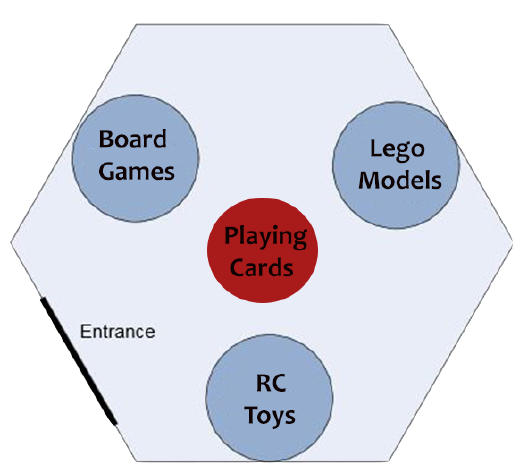 Board
Games
Lego
Models
Playing
Cards
Entrance
RC
Toys